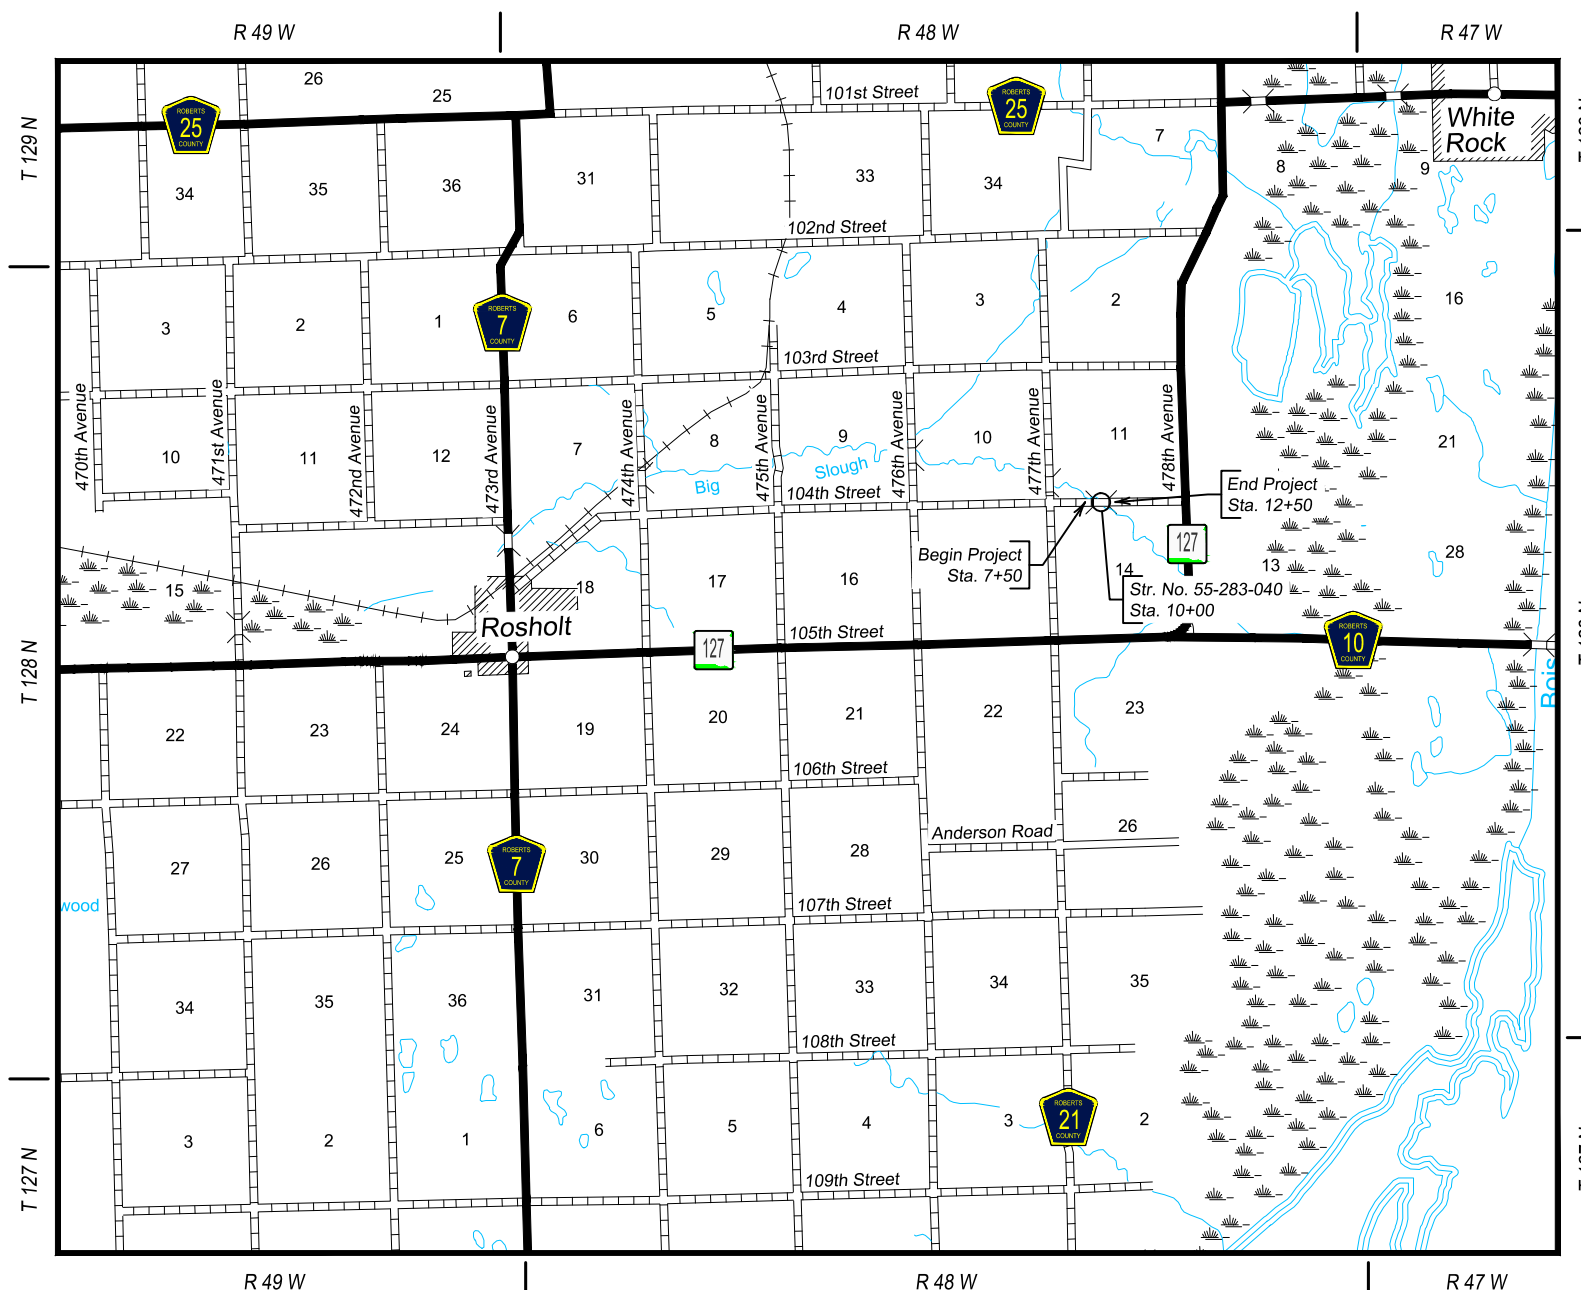 R 49 W
R 48 W
R 47 W
26
25
101st Street
ROBERTS
25
COUNTY
ROBERTS
25
COUNTY
White
Rock
T 129 N
7
8
9
34
35
36
31
33
34
102nd Street
3
2
1
ROBERTS
7
COUNTY
6
5
4
3
2
16
103rd Street
470th Avenue
471st Avenue
472nd Avenue
473rd Avenue
474th Avenue
475th Avenue
476th Avenue
477th Avenue
478th Avenue
10
11
12
7
8
9
10
11
21
Big
Slough
104th Street
End Project
Sta. 12+50
Begin Project
Sta. 7+50
127
15
18
17
16
14
13
28
Str. No. 55-283-040
Sta. 10+00
Rosholt
105th Street
127
ROBERTS
10
COUNTY
T 128 N
Bois
22
23
24
19
20
21
22
23
106th Street
Anderson Road
26
27
26
25
ROBERTS
7
COUNTY
30
29
28
107th Street
wood
34
35
36
31
32
33
34
35
108th Street
ROBERTS
21
COUNTY
3
2
1
6
5
4
3
2
T 127 N
109th Street
R 49 W
R 48 W
R 47 W